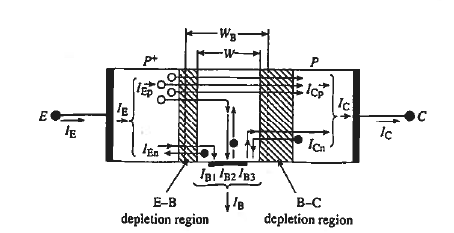 W_B
P⁺
W
P
I_Ep
I_Cp
E
I_E
I_E
I_C
I_C
C
I_En
I_Cn
I_B1 I_B2 I_B3
E–B
depletion region
I_B
B–C
depletion region